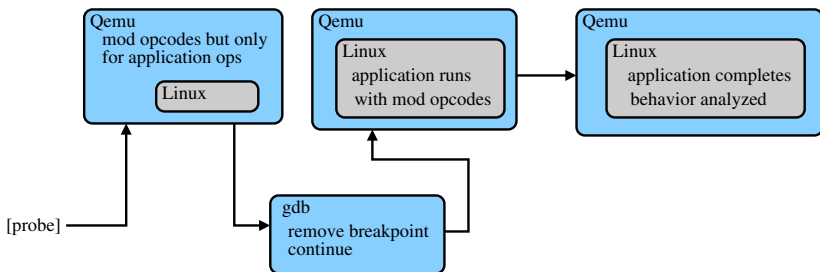 Qemu
mod opcodes but only
for application ops
Linux
Qemu
Linux
application runs
with mod opcodes
Qemu
Linux
application completes
behavior analyzed
[probe]
gdb
remove breakpoint
continue